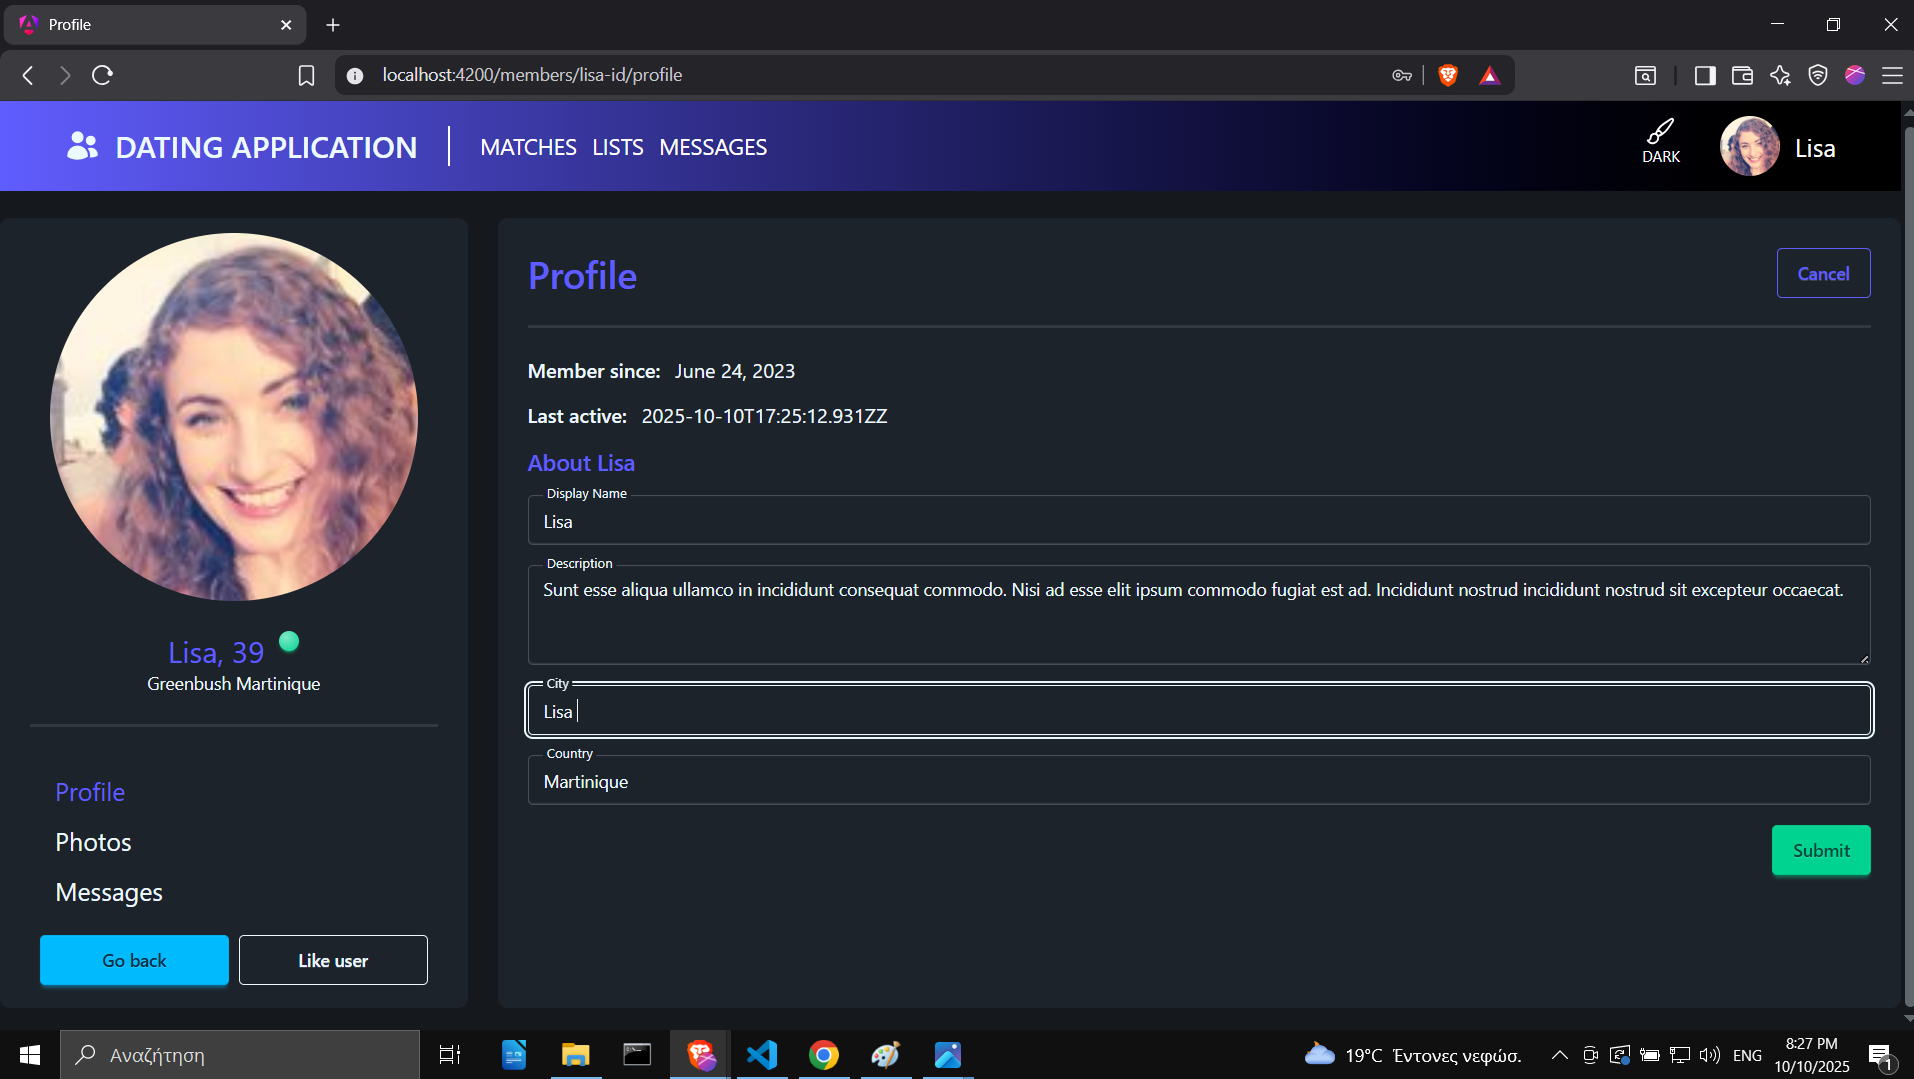 Profile
localhost:4200/members/lisa-id/profile
DATING APPLICATION
MATCHES LISTS MESSAGES
DARK
Lisa
Lisa, 39
Greenbush Martinique
Profile
Photos
Messages
Go back
Like user
Profile
Cancel
Member since: June 24, 2023
Last active: 2025-10-10T17:25:12.931ZZ
About Lisa
Display Name
Lisa
Description
Sunt esse aliqua ullamco in incididunt consequat commodo. Nisi ad esse elit ipsum commodo fugiat est ad. Incididunt nostrud incididunt nostrud sit excepteur occaecat.
City
Lisa
Country
Martinique
Submit
Αναζήτηση
19°C Έντονες νεφώσ.
ENG
8:27 PM
10/10/2025
1